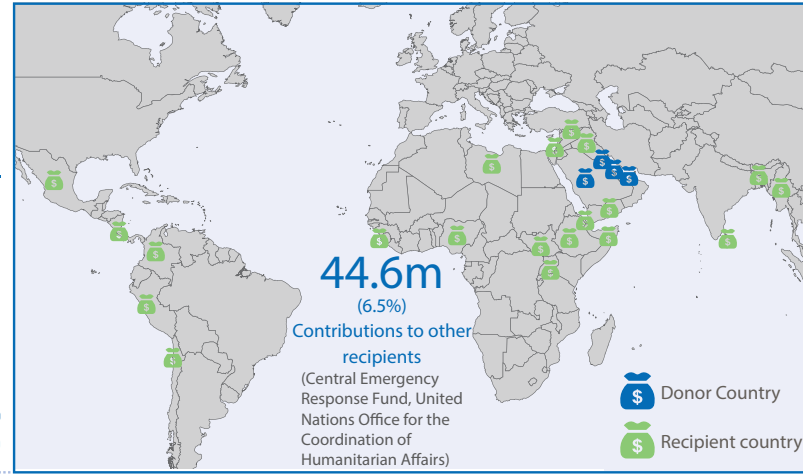 44.6m
(6.5%)
Contributions to other
recipients
(Central Emergency
Response Fund, United
Nations Office for the
Coordination of
Humanitarian Affairs)
$ Donor Country
$ Recipient country